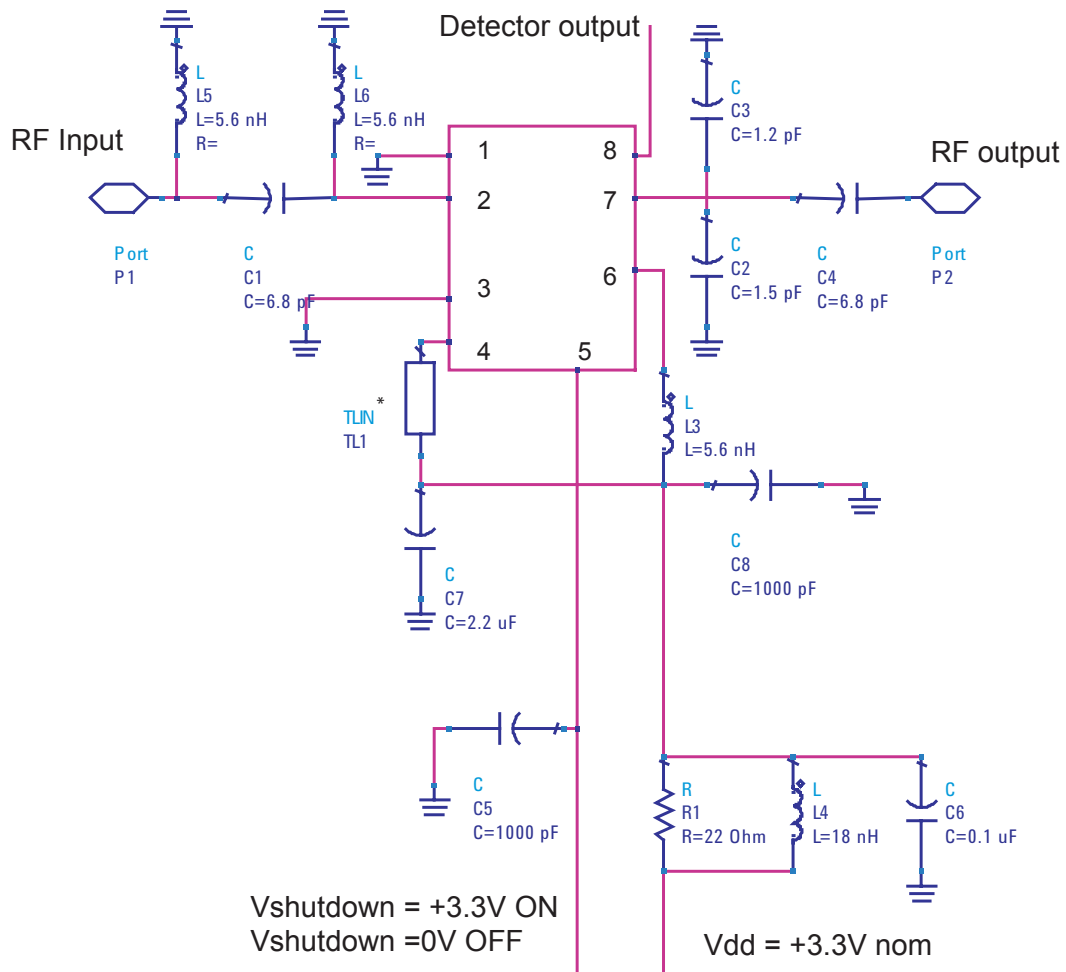 Detector output
L
L5
L=5.6 nH
R=
L
L6
L=5.6 nH
R=
C
C3
C=1.2 pF
RF Input
RF output
1
2
3
4
5
6
7
8
Port
P1
C
C1
C=6.8 pF
C
C2
C=1.5 pF
C
C4
C=6.8 pF
Port
P2
TLIN *
TL1
L
L3
L=5.6 nH
C
C7
C=2.2 uF
C
C8
C=1000 pF
C
C5
C=1000 pF
R
R1
R=22 Ohm
L
L4
L=18 nH
C
C6
C=0.1 uF
Vshutdown = +3.3V ON
Vshutdown =0V OFF
Vdd = +3.3V nom